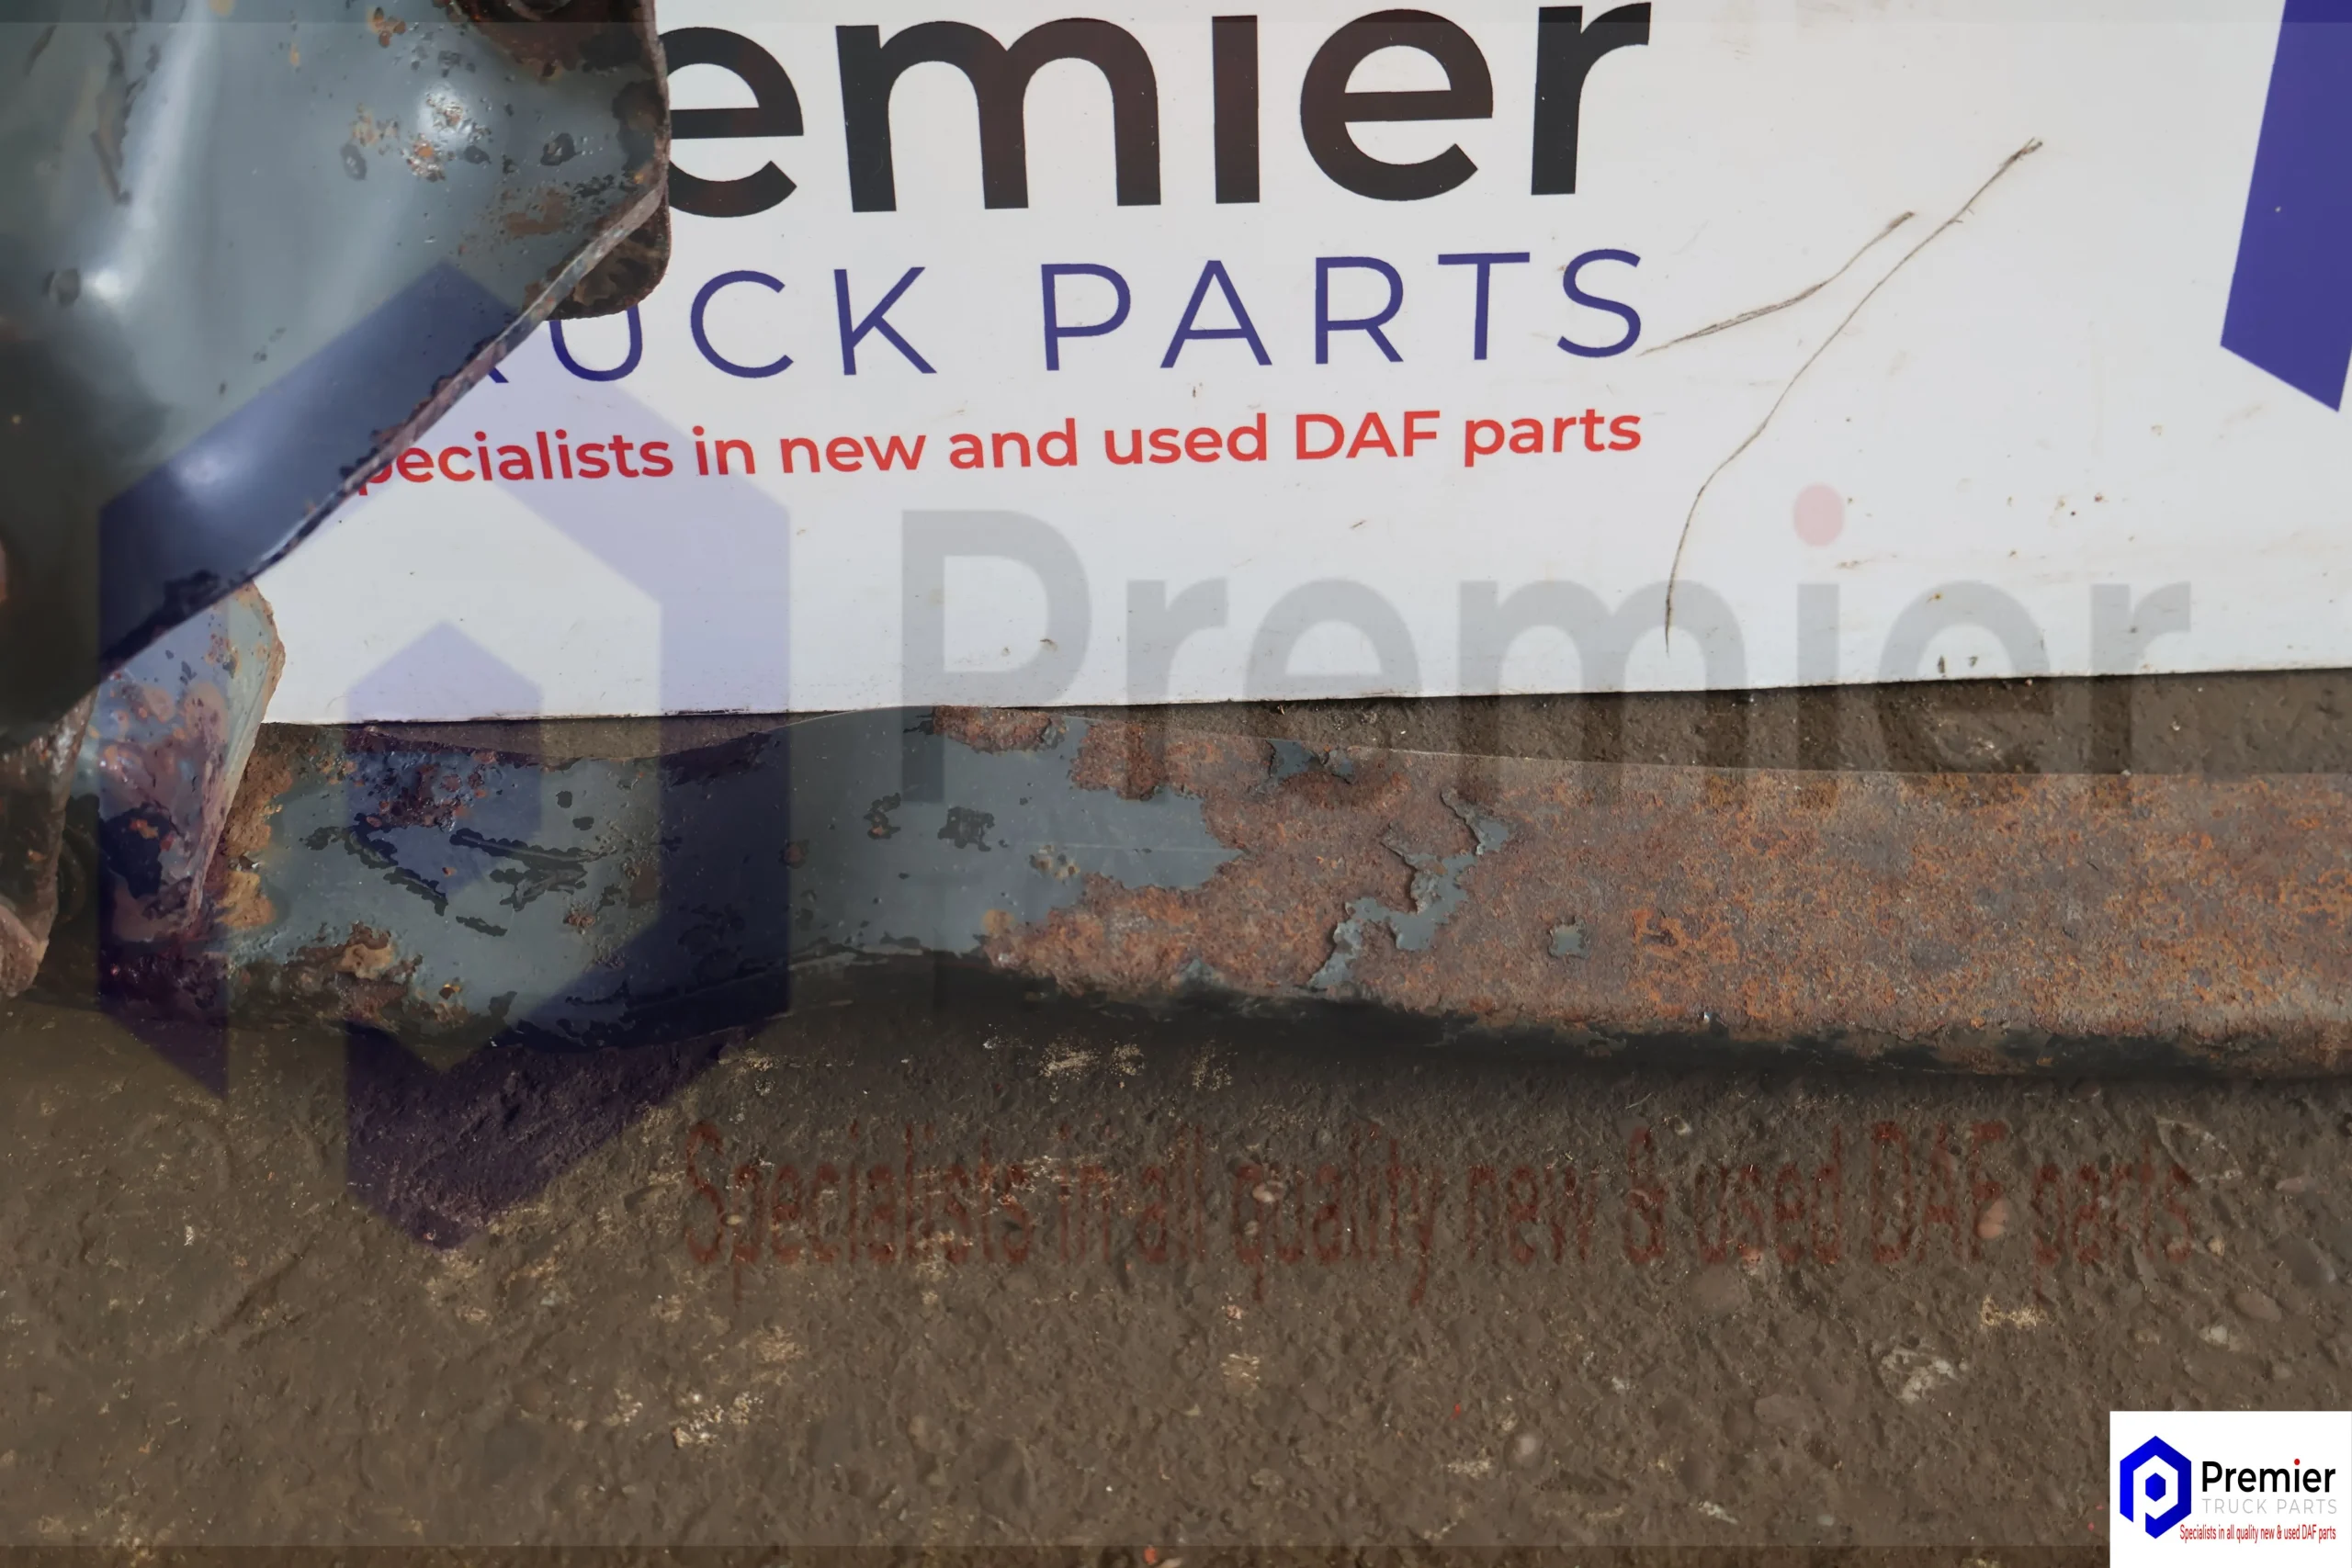 emier
UCK PARTS
pecialists in new and used DAF parts
Premier
Specialists in all quality new & used DAF parts
Premier
TRUCK PARTS
Specialists in all quality new & used DAF parts